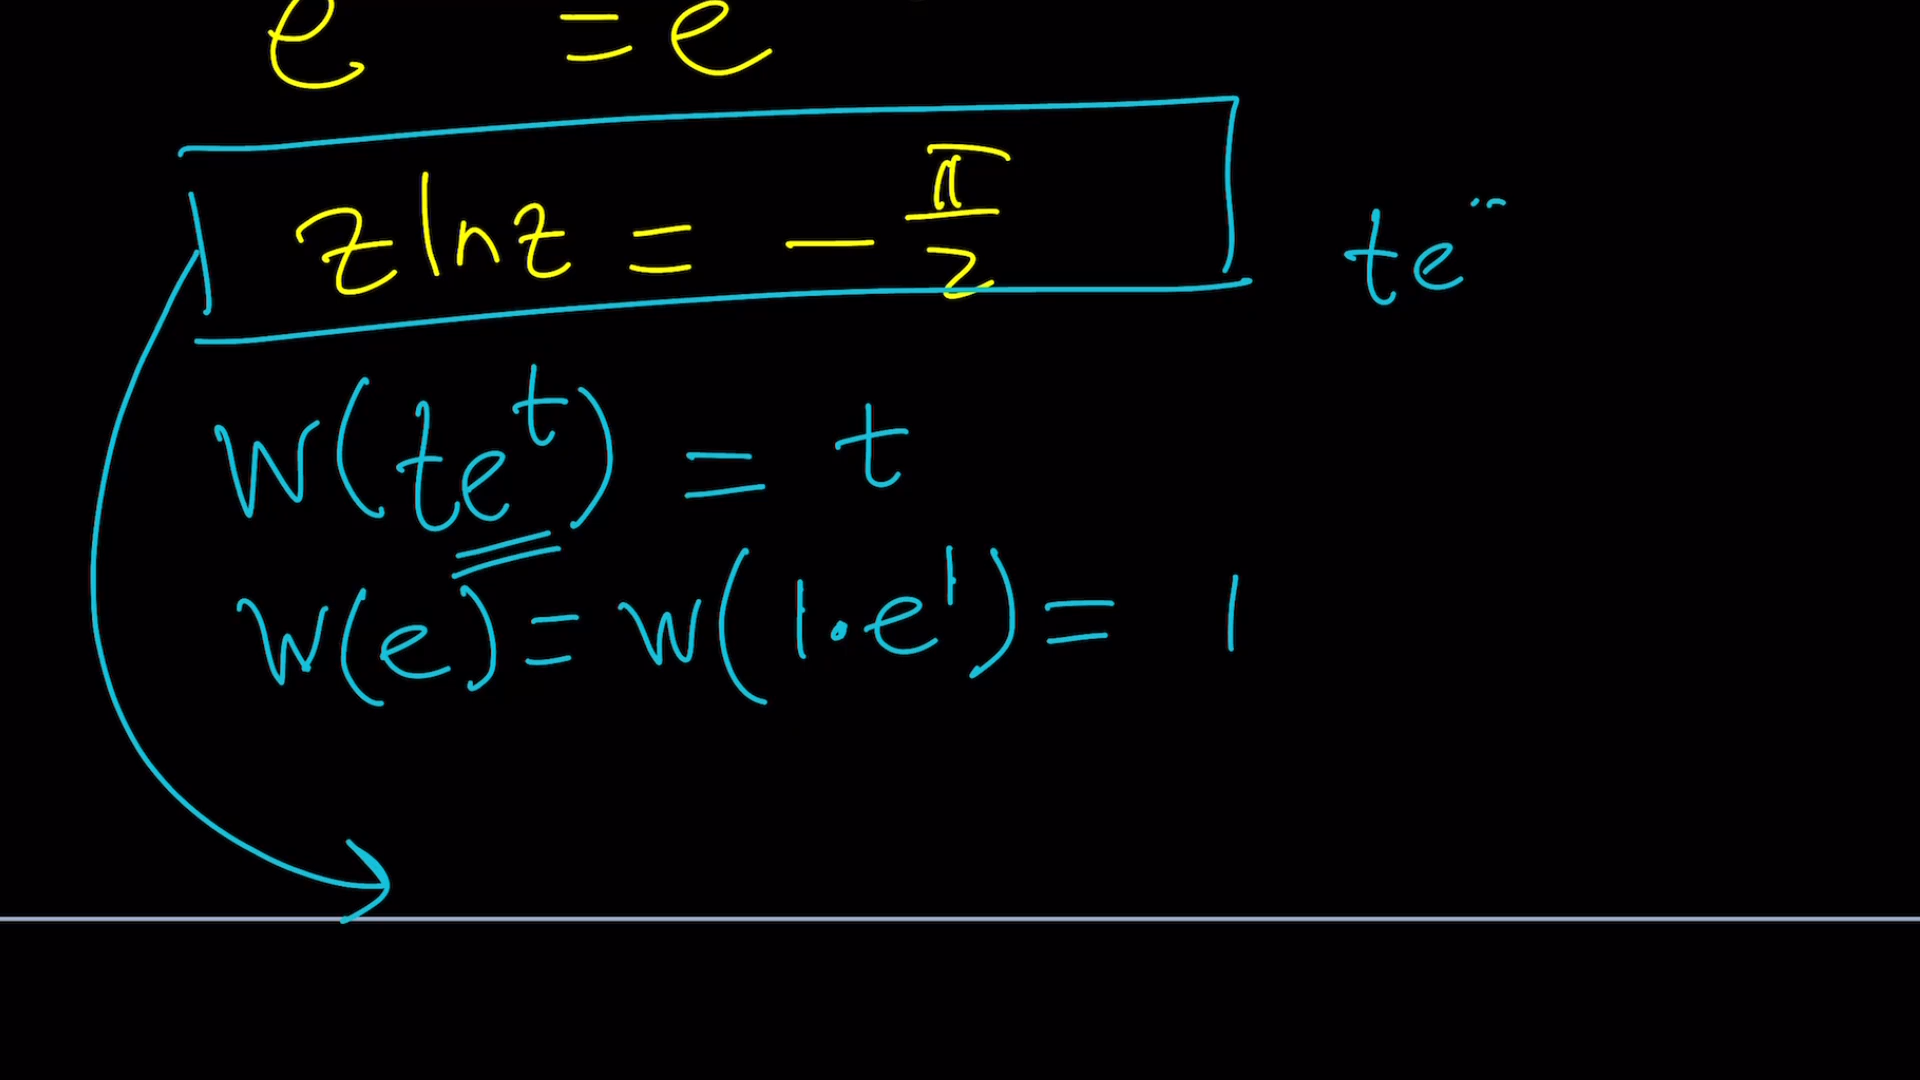 e = e
z ln z = - π/2
te¨
W(te^t) = t
W(e) = W(1·e^1) = 1